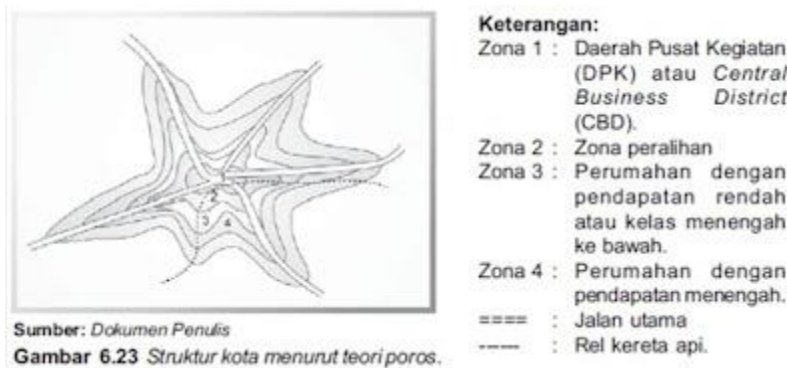 2
3
4
Sumber: Dokumen Penulis
Gambar 6.23 Struktur kota menurut teori poros.
Keterangan:
Zona 1 : Daerah Pusat Kegiatan
(DPK) atau Central
Business District
(CBD).
Zona 2 : Zona peralihan
Zona 3 : Perumahan dengan
pendapatan rendah
atau kelas menengah
ke bawah.
Zona 4 : Perumahan dengan
pendapatan menengah.
==== : Jalan utama
----- : Rel kereta api.